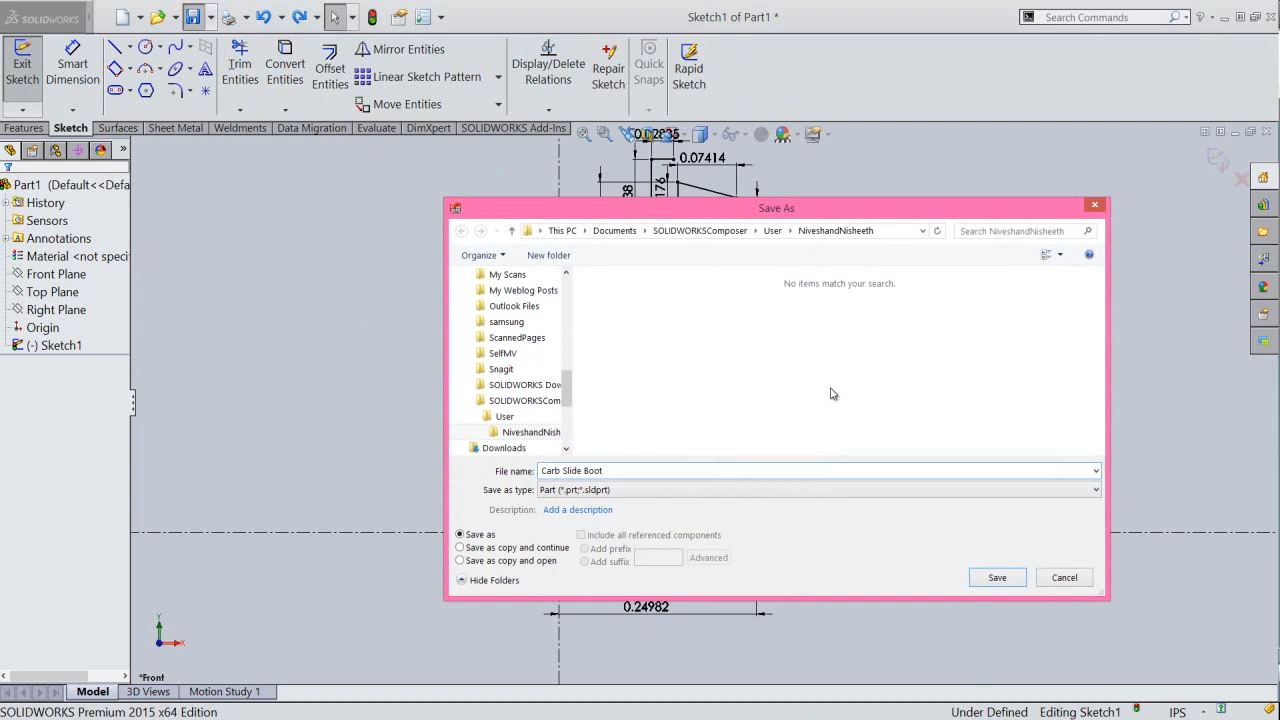 SOLIDWORKS
Sketch1 of Part1 *
Search Commands
Exit Sketch
Smart Dimension
Trim Entities
Convert Entities
Offset Entities
Mirror Entities
Linear Sketch Pattern
Move Entities
Display/Delete Relations
Repair Sketch
Quick Snaps
Rapid Sketch
Features
Sketch
Surfaces
Sheet Metal
Weldments
Data Migration
Evaluate
DimXpert
SOLIDWORKS Add-Ins
0.02835
0.07414
38
176
Part1 (Default<<Defa
History
Sensors
Annotations
Material <not speci
Front Plane
Top Plane
Right Plane
Origin
(-) Sketch1
Save As
This PC
Documents
SOLIDWORKSComposer
User
NiveshandNisheeth
Search NiveshandNisheeth
Organize
New folder
My Scans
My Weblog Posts
Outlook Files
samsung
ScannedPages
SelfMV
Snagit
SOLIDWORKS Dow
SOLIDWORKSCom
User
NiveshandNish
Downloads
No items match your search.
File name: Carb Slide Boot
Save as type: Part (*.prt;*.sldprt)
Description: Add a description
Save as
Save as copy and continue
Save as copy and open
Include all referenced components
Add prefix
Add suffix
Advanced
Hide Folders
Save
Cancel
0.24982
Y
X
*Front
Model
3D Views
Motion Study 1
SOLIDWORKS Premium 2015 x64 Edition
Under Defined
Editing Sketch1
IPS